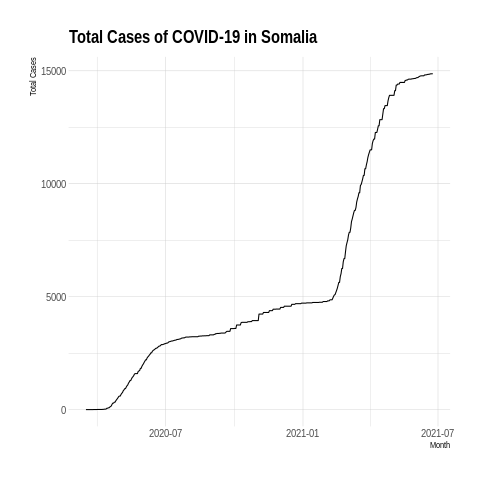 Total Cases of COVID-19 in Somalia
Total Cases
15000
10000
5000
0
2020-07
2021-01
2021-07
Month